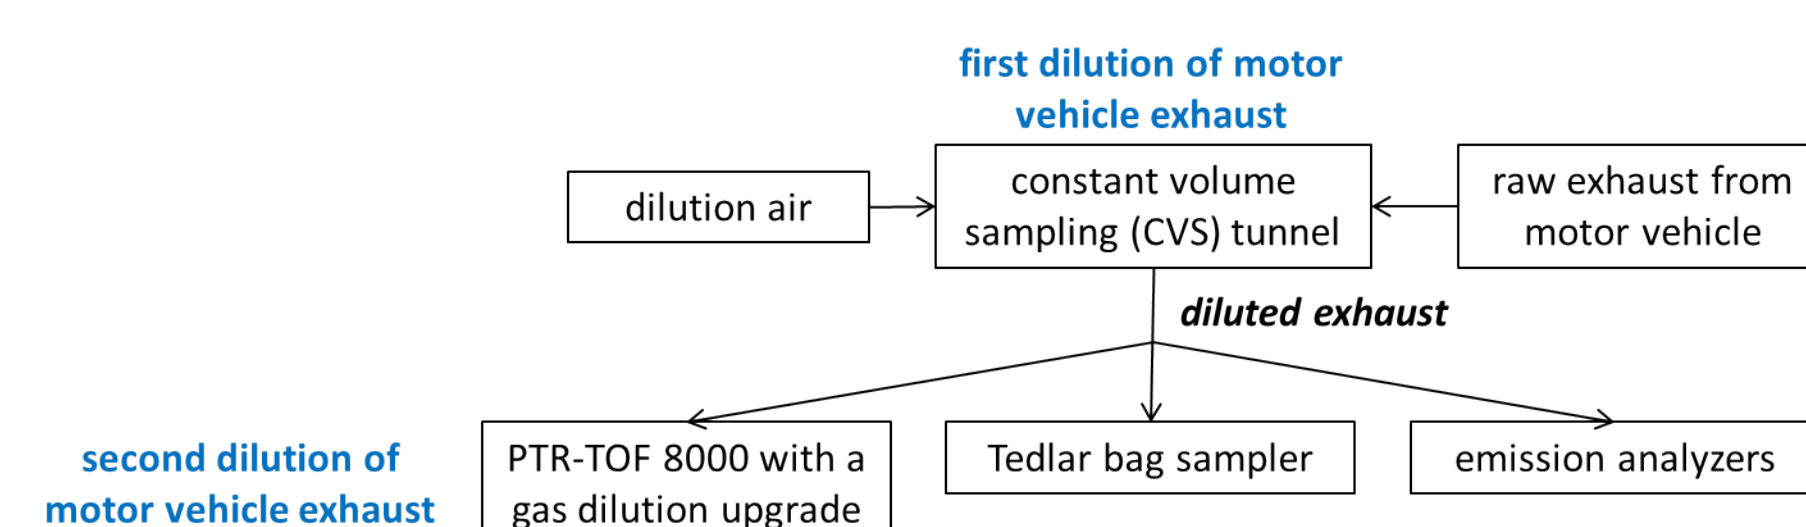 first dilution of motor
vehicle exhaust
dilution air
constant volume
sampling (CVS) tunnel
raw exhaust from
motor vehicle
diluted exhaust
second dilution of
motor vehicle exhaust
PTR-TOF 8000 with a
gas dilution upgrade
Tedlar bag sampler
emission analyzers